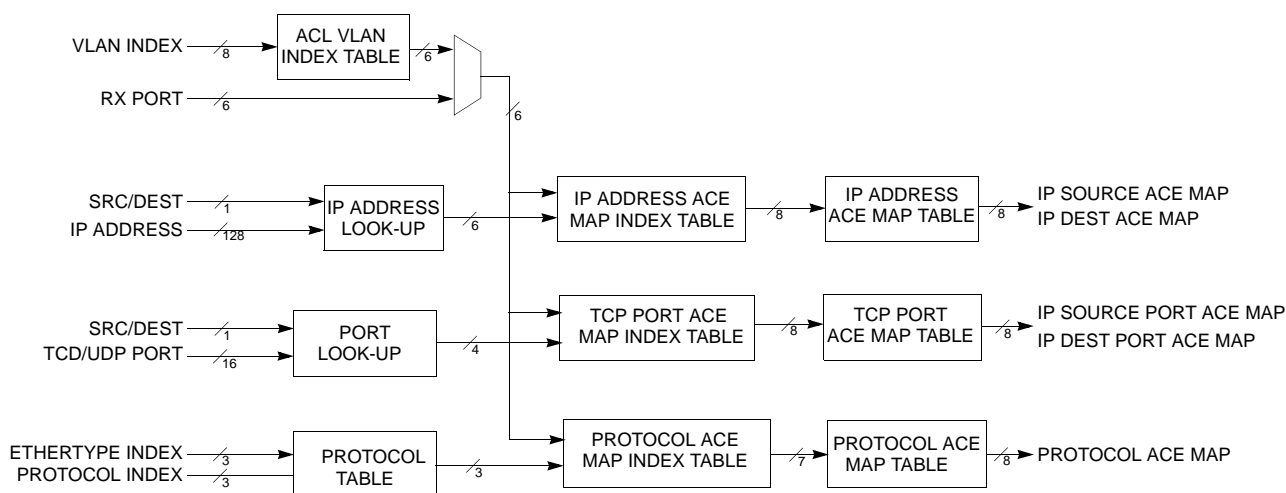 VLAN INDEX
8
ACL VLAN
INDEX TABLE
6
RX PORT
6
6
SRC/DEST
1
IP ADDRESS
128
IP ADDRESS
LOOK-UP
6
IP ADDRESS ACE
MAP INDEX TABLE
8
IP ADDRESS
ACE MAP TABLE
8
IP SOURCE ACE MAP
IP DEST ACE MAP
SRC/DEST
1
TCD/UDP PORT
16
PORT
LOOK-UP
4
TCP PORT ACE
MAP INDEX TABLE
8
TCP PORT
ACE MAP TABLE
8
IP SOURCE PORT ACE MAP
IP DEST PORT ACE MAP
ETHERTYPE INDEX
3
PROTOCOL INDEX
3
PROTOCOL
TABLE
3
PROTOCOL ACE
MAP INDEX TABLE
7
PROTOCOL ACE
MAP TABLE
8
PROTOCOL ACE MAP